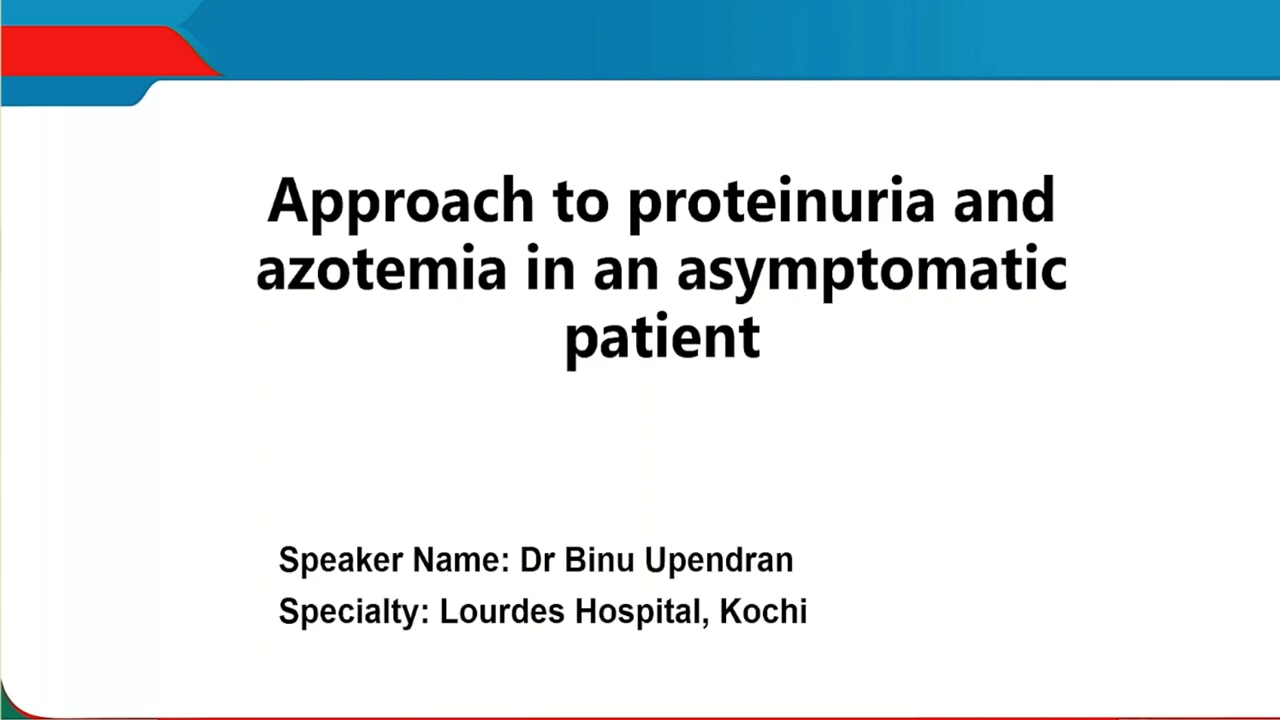 Approach to proteinuria and
azotemia in an asymptomatic
patient
Speaker Name: Dr Binu Upendran
Specialty: Lourdes Hospital, Kochi